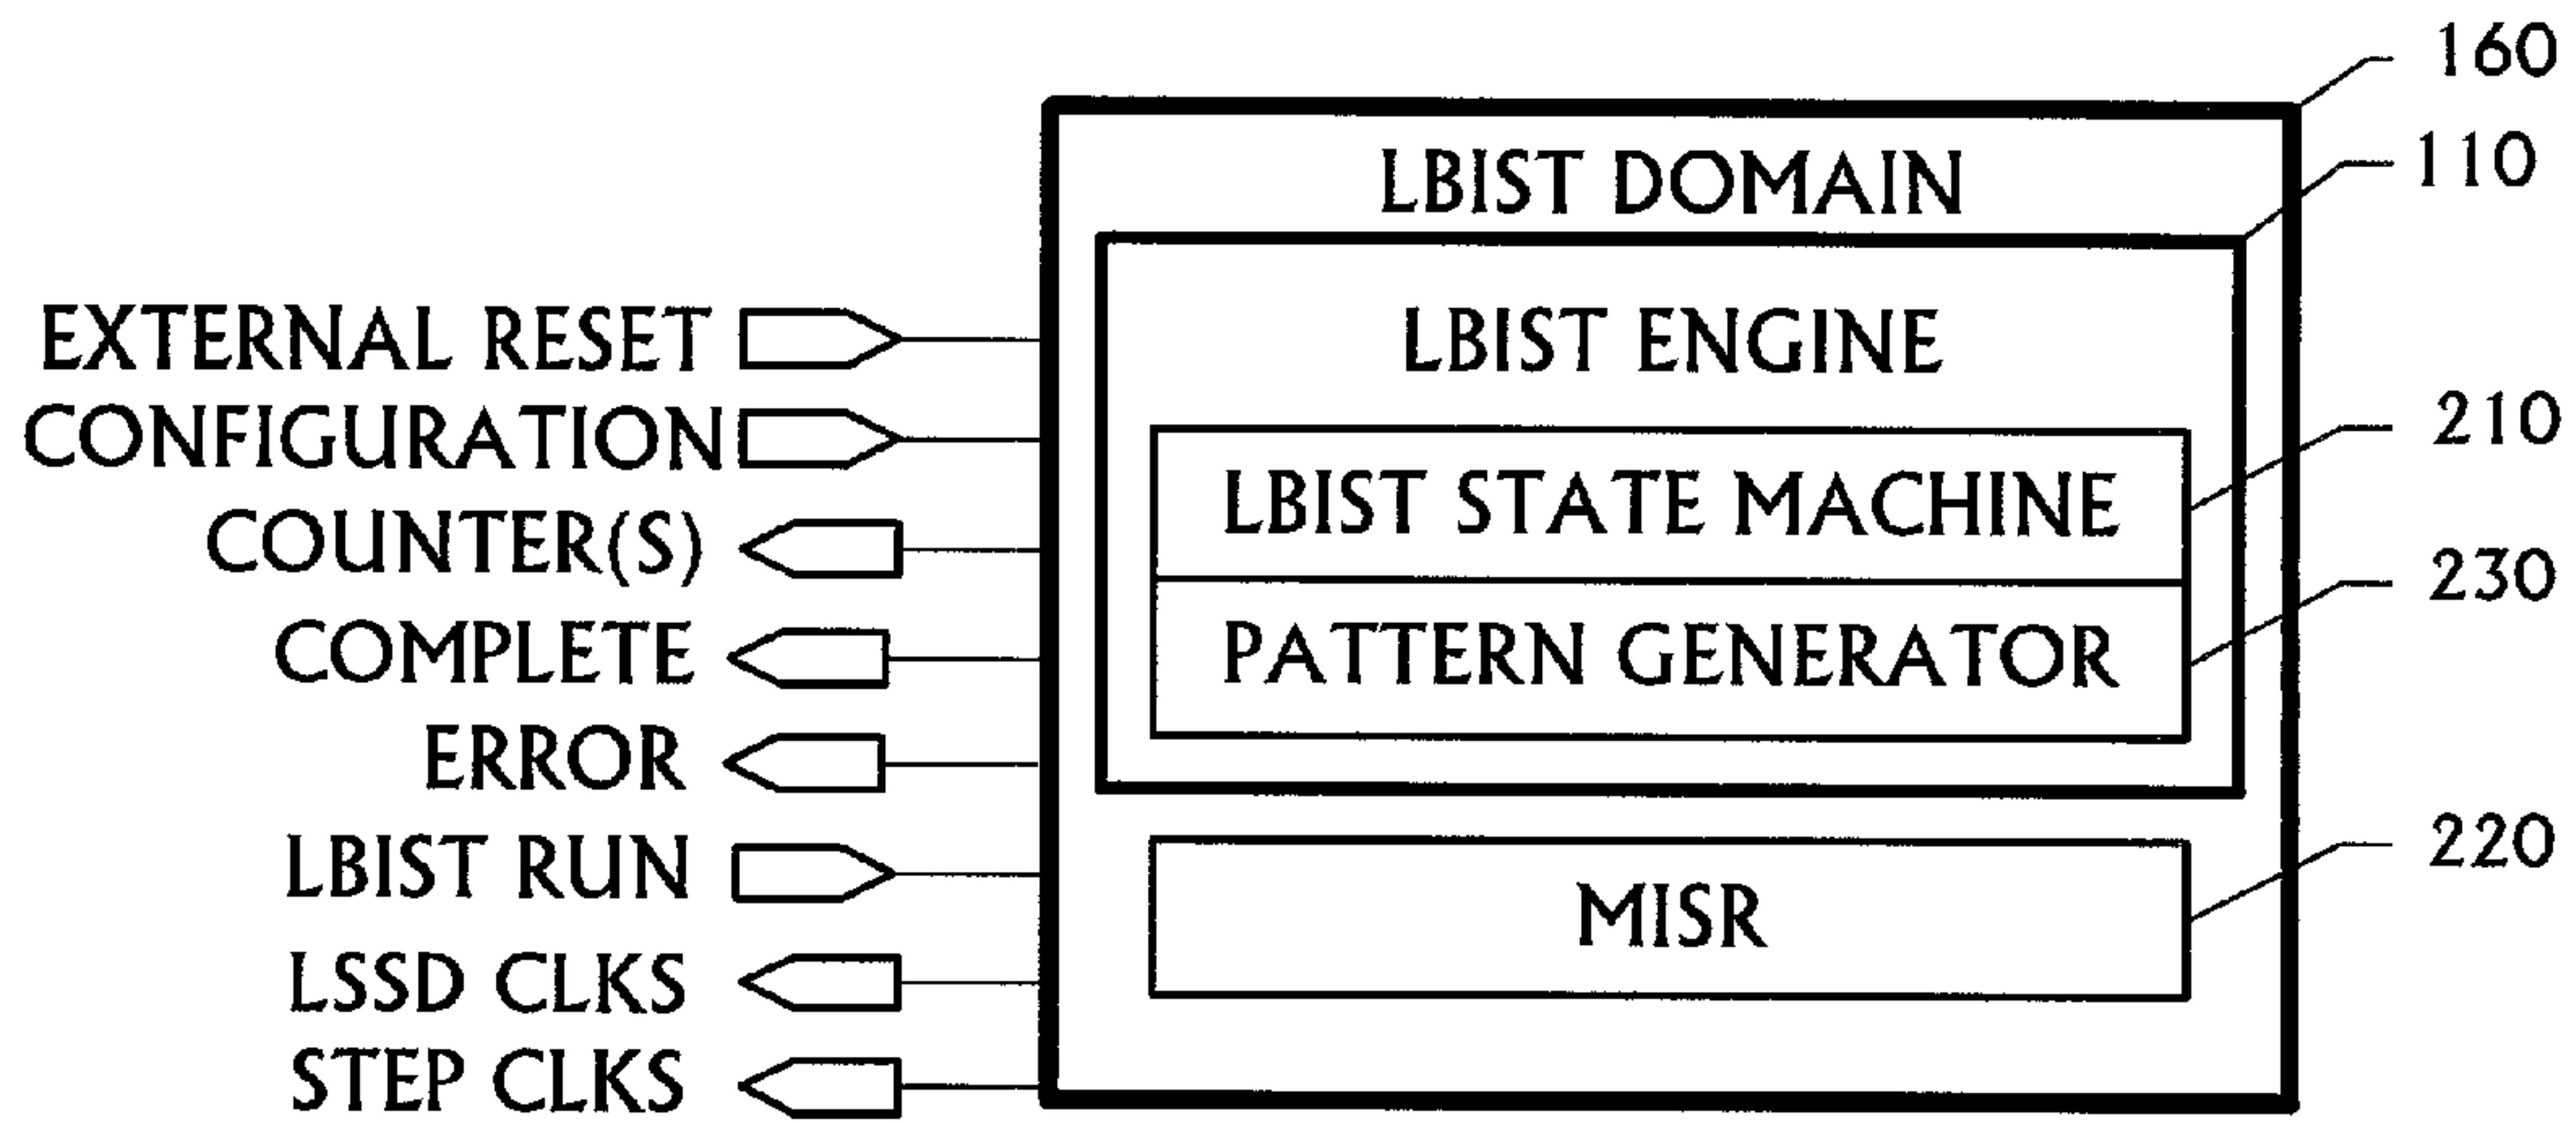 160
110
LBIST DOMAIN
EXTERNAL RESET
LBIST ENGINE
CONFIGURATION
210
LBIST STATE MACHINE
COUNTER(S)
230
COMPLETE
PATTERN GENERATOR
ERROR
220
LBIST RUN
MISR
LSSD CLKS
STEP CLKS